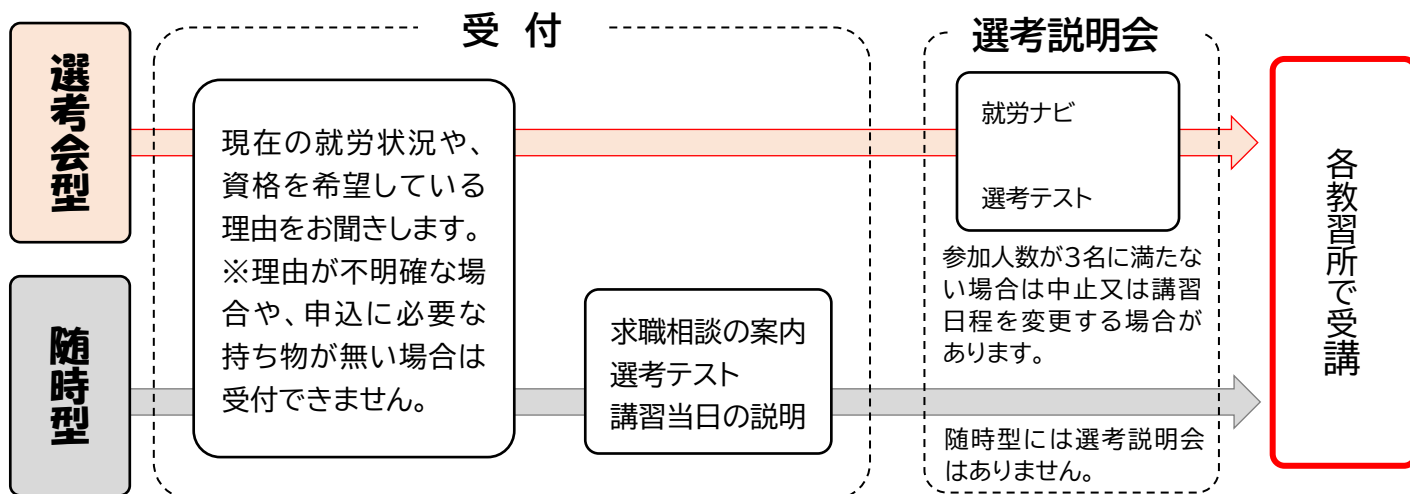 受 付
選考説明会
選考会型
現在の就労状況や、
資格を希望している
理由をお聞きします。
※理由が不明確な場
合や、申込に必要な
持ち物が無い場合は
受付できません。
就労ナビ
選考テスト
参加人数が3名に満たな
い場合は中止又は講習
日程を変更する場合が
あります。
随時型
求職相談の案内
選考テスト
講習当日の説明
随時型には選考説明会
はありません。
各教習所で受講